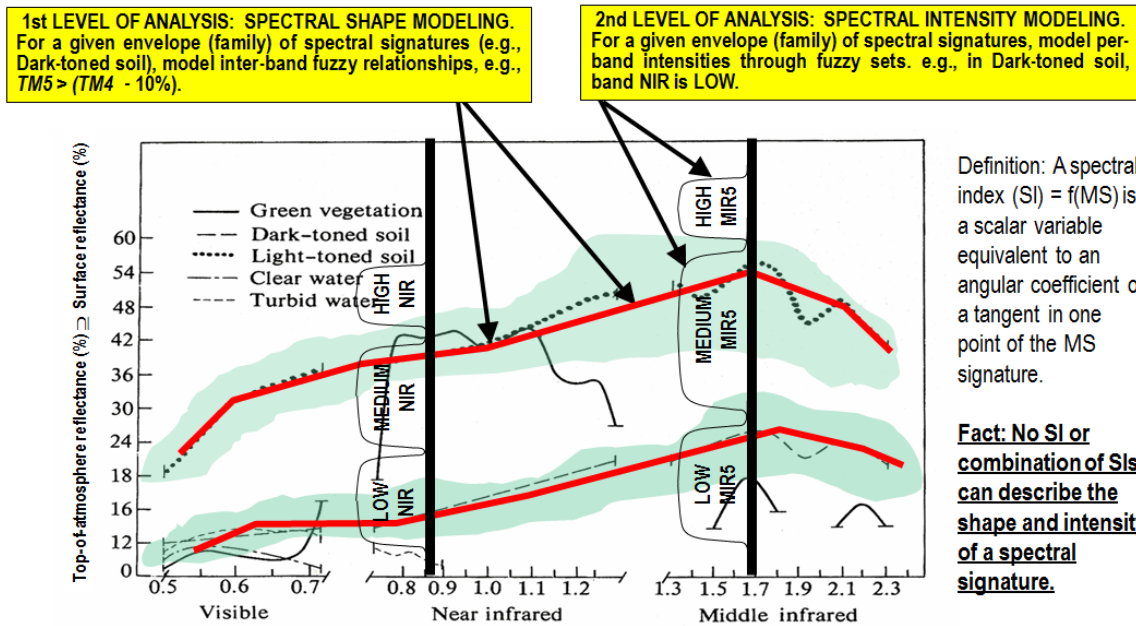 1st LEVEL OF ANALYSIS: SPECTRAL SHAPE MODELING.
For a given envelope (family) of spectral signatures (e.g.,
Dark-toned soil), model inter-band fuzzy relationships, e.g.,
TM5 > (TM4 - 10%).
2nd LEVEL OF ANALYSIS: SPECTRAL INTENSITY MODELING.
For a given envelope (family) of spectral signatures, model per-
band intensities through fuzzy sets. e.g., in Dark-toned soil,
band NIR is LOW.
Top-of-atmosphere reflectance (%) ⊇ Surface reflectance (%)
Green vegetation
Dark-toned soil
Light-toned soil
Clear water
Turbid water
60
54
48
42
36
30
24
18
16
12
0
HIGH
NIR
MEDIUM
NIR
LOW
NIR
HIGH
MIR5
MEDIUM
MIR5
LOW
MIR5
0.5 0.6 0.7 0.8 0.9 1.0 1.1 1.2 1.3 1.5 1.7 1.9 2.1 2.3
Visible Near infrared Middle infrared
Definition: A spectral
index (SI) = f(MS) is
a scalar variable
equivalent to an
angular coefficient o
a tangent in one
point of the MS
signature.
Fact: No SI or
combination of SIs
can describe the
shape and intensit
of a spectral
signature.